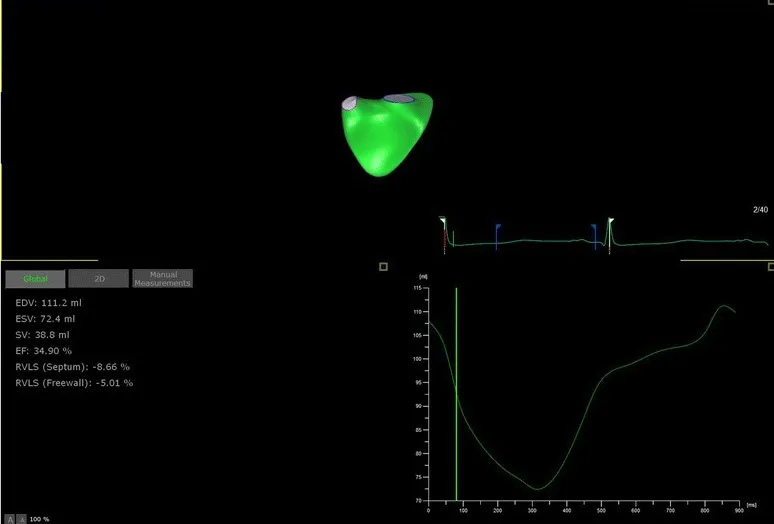 2/40
Global 2D Manual
Measurements
EDV: 111.2 ml
ESV: 72.4 ml
SV: 38.8 ml
EF: 34.90 %
RVLS (Septum): -8.66 %
RVLS (Freewall): -5.01 %
[ml]
115
110
105
100
95
90
85
80
75
70
0 50 100 200 300 400 500 600 700 800 900 [ms]
100 %